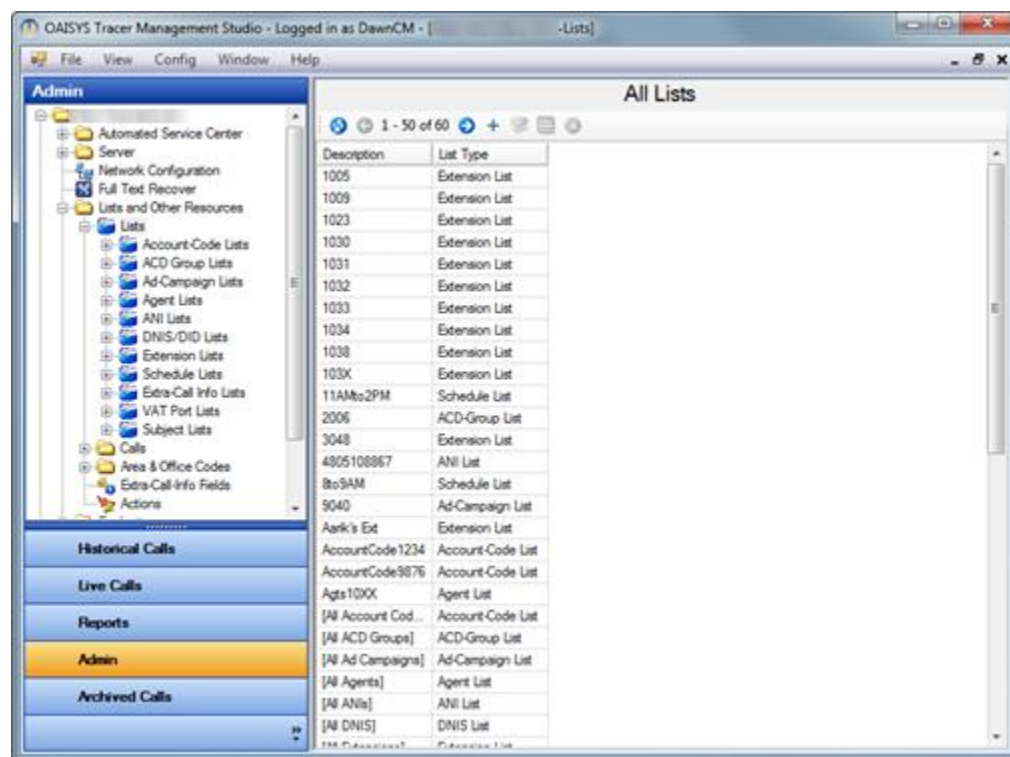 OAISYS Tracer Management Studio - Logged in as DawnCM - [ -Lists]
File View Config Window Help
Admin
Automated Service Center
Server
Network Configuration
Full Text Recover
Lists and Other Resources
Lists
Account-Code Lists
ACD Group Lists
Ad-Campaign Lists
Agent Lists
ANI Lists
DNIS/DID Lists
Extension Lists
Schedule Lists
Extra-Call Info Lists
VAT Port Lists
Subject Lists
Calls
Area & Office Codes
Extra-Call-Info Fields
Actions
Historical Calls
Live Calls
Reports
Admin
Archived Calls
All Lists
1 - 50 of 60
Description List Type
1005 Extension List
1009 Extension List
1023 Extension List
1030 Extension List
1031 Extension List
1032 Extension List
1033 Extension List
1034 Extension List
1038 Extension List
103X Extension List
11AMto2PM Schedule List
2006 ACD-Group List
3048 Extension List
4805108867 ANI List
8to9AM Schedule List
9040 Ad-Campaign List
Aarik's Ext Extension List
AccountCode1234 Account-Code List
AccountCode9876 Account-Code List
Agts10XX Agent List
[All Account Cod... Account-Code List
[All ACD Groups] ACD-Group List
[All Ad Campaigns] Ad-Campaign List
[All Agents] Agent List
[All ANIs] ANI List
[All DNIS] DNIS List